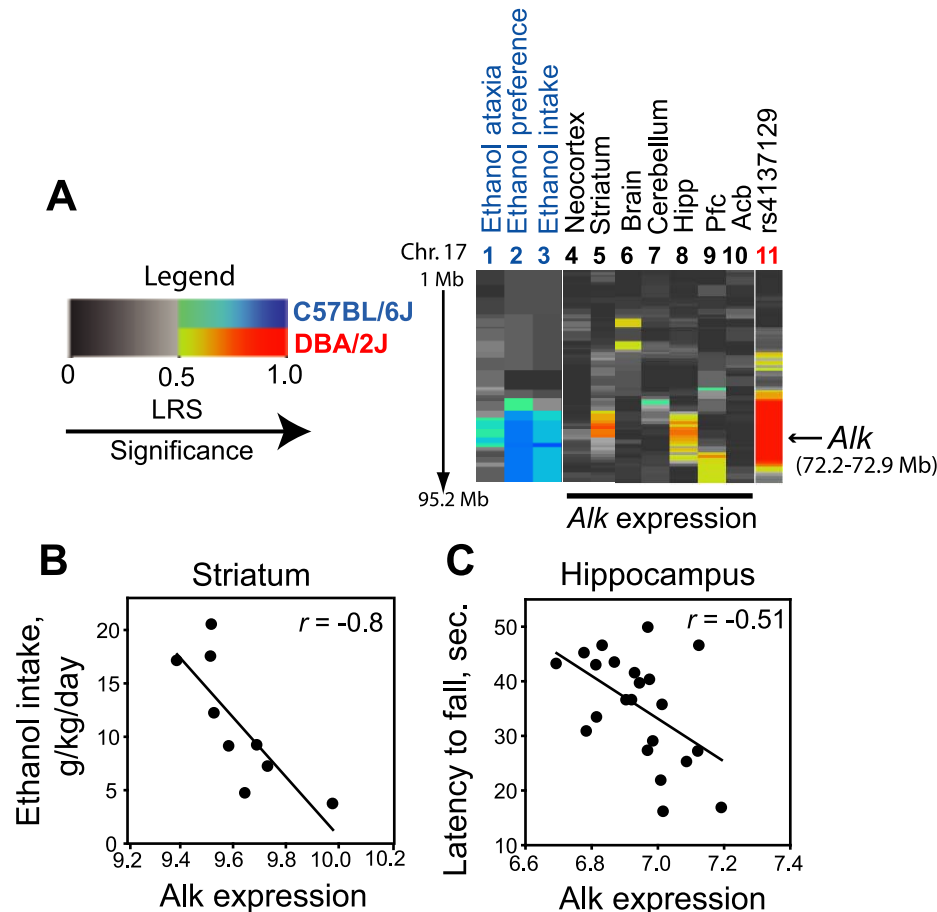 A
Legend
C57BL/6J
DBA/2J
0
0.5
1.0
LRS
Significance
Ethanol ataxia
Ethanol preference
Ethanol intake
Neocortex
Striatum
Brain
Cerebellum
Hipp
Pfc
Acb
rs4137129
Chr. 17
1 2 3 4 5 6 7 8 9 10 11
1 Mb
95.2 Mb
Alk
(72.2-72.9 Mb)
Alk expression
B
Striatum
r = -0.8
Ethanol intake,
g/kg/day
20
15
10
5
0
9.2 9.4 9.6 9.8 10.0 10.2
Alk expression
C
Hippocampus
r = -0.51
Latency to fall, sec.
50
40
30
20
10
6.6 6.8 7.0 7.2 7.4
Alk expression